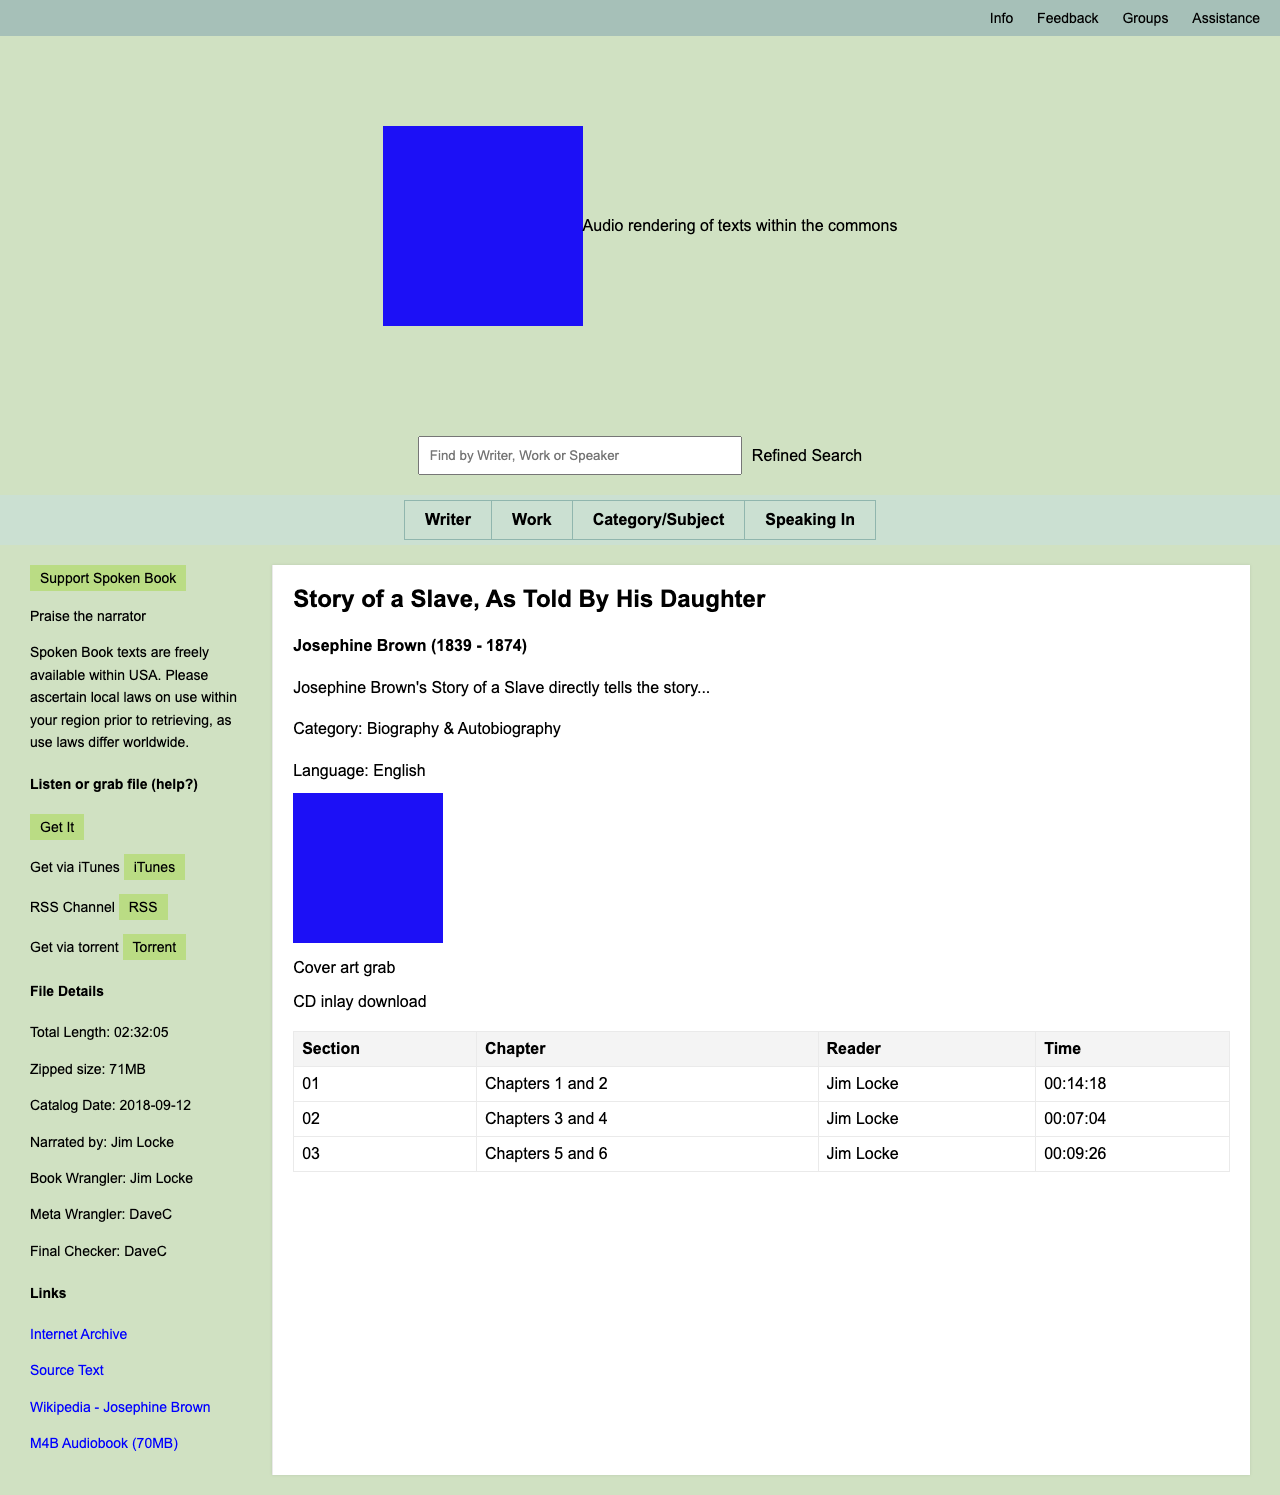 Info Feedback Groups Assistance
Audio rendering of texts within the commons
Find by Writer, Work or Speaker Refined Search
Writer Work Category/Subject Speaking In
Support Spoken Book
Praise the narrator
Spoken Book texts are freely
available within USA. Please
ascertain local laws on use within
your region prior to retrieving, as
use laws differ worldwide.
Listen or grab file (help?)
Get It
Get via iTunes iTunes
RSS Channel RSS
Get via torrent Torrent
File Details
Total Length: 02:32:05
Zipped size: 71MB
Catalog Date: 2018-09-12
Narrated by: Jim Locke
Book Wrangler: Jim Locke
Meta Wrangler: DaveC
Final Checker: DaveC
Links
Internet Archive
Source Text
Wikipedia - Josephine Brown
M4B Audiobook (70MB)
Story of a Slave, As Told By His Daughter
Josephine Brown (1839 - 1874)
Josephine Brown's Story of a Slave directly tells the story...
Category: Biography & Autobiography
Language: English
Cover art grab
CD inlay download
Section Chapter Reader Time
01 Chapters 1 and 2 Jim Locke 00:14:18
02 Chapters 3 and 4 Jim Locke 00:07:04
03 Chapters 5 and 6 Jim Locke 00:09:26